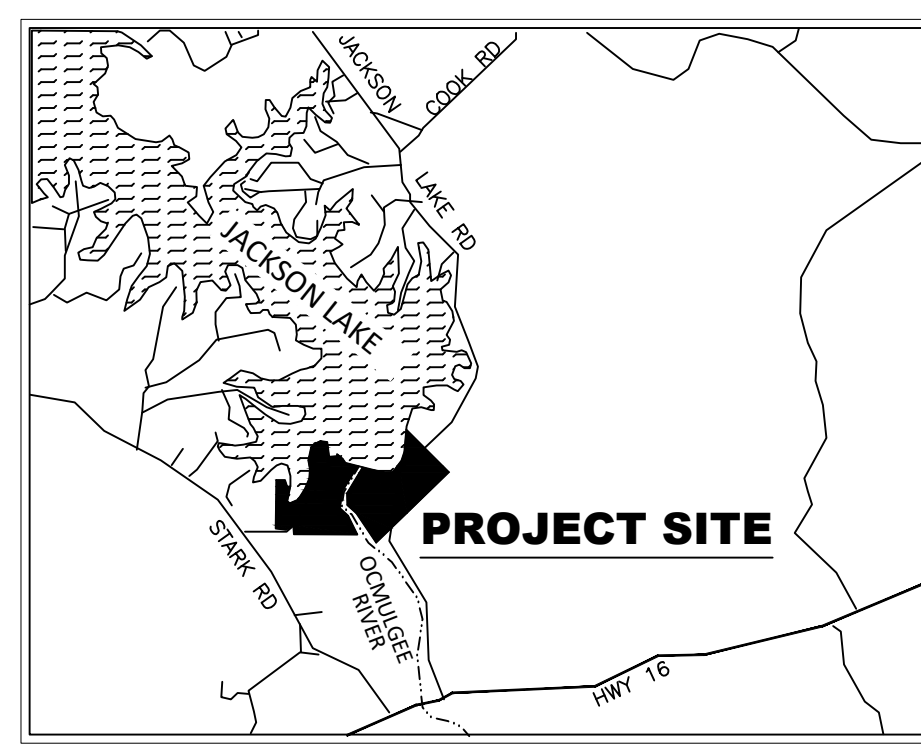 JACKSON
COOK RD
LAKE RD
JACKSON LAKE
PROJECT SITE
STARK RD
OCMULGEE
RIVER
HWY 16